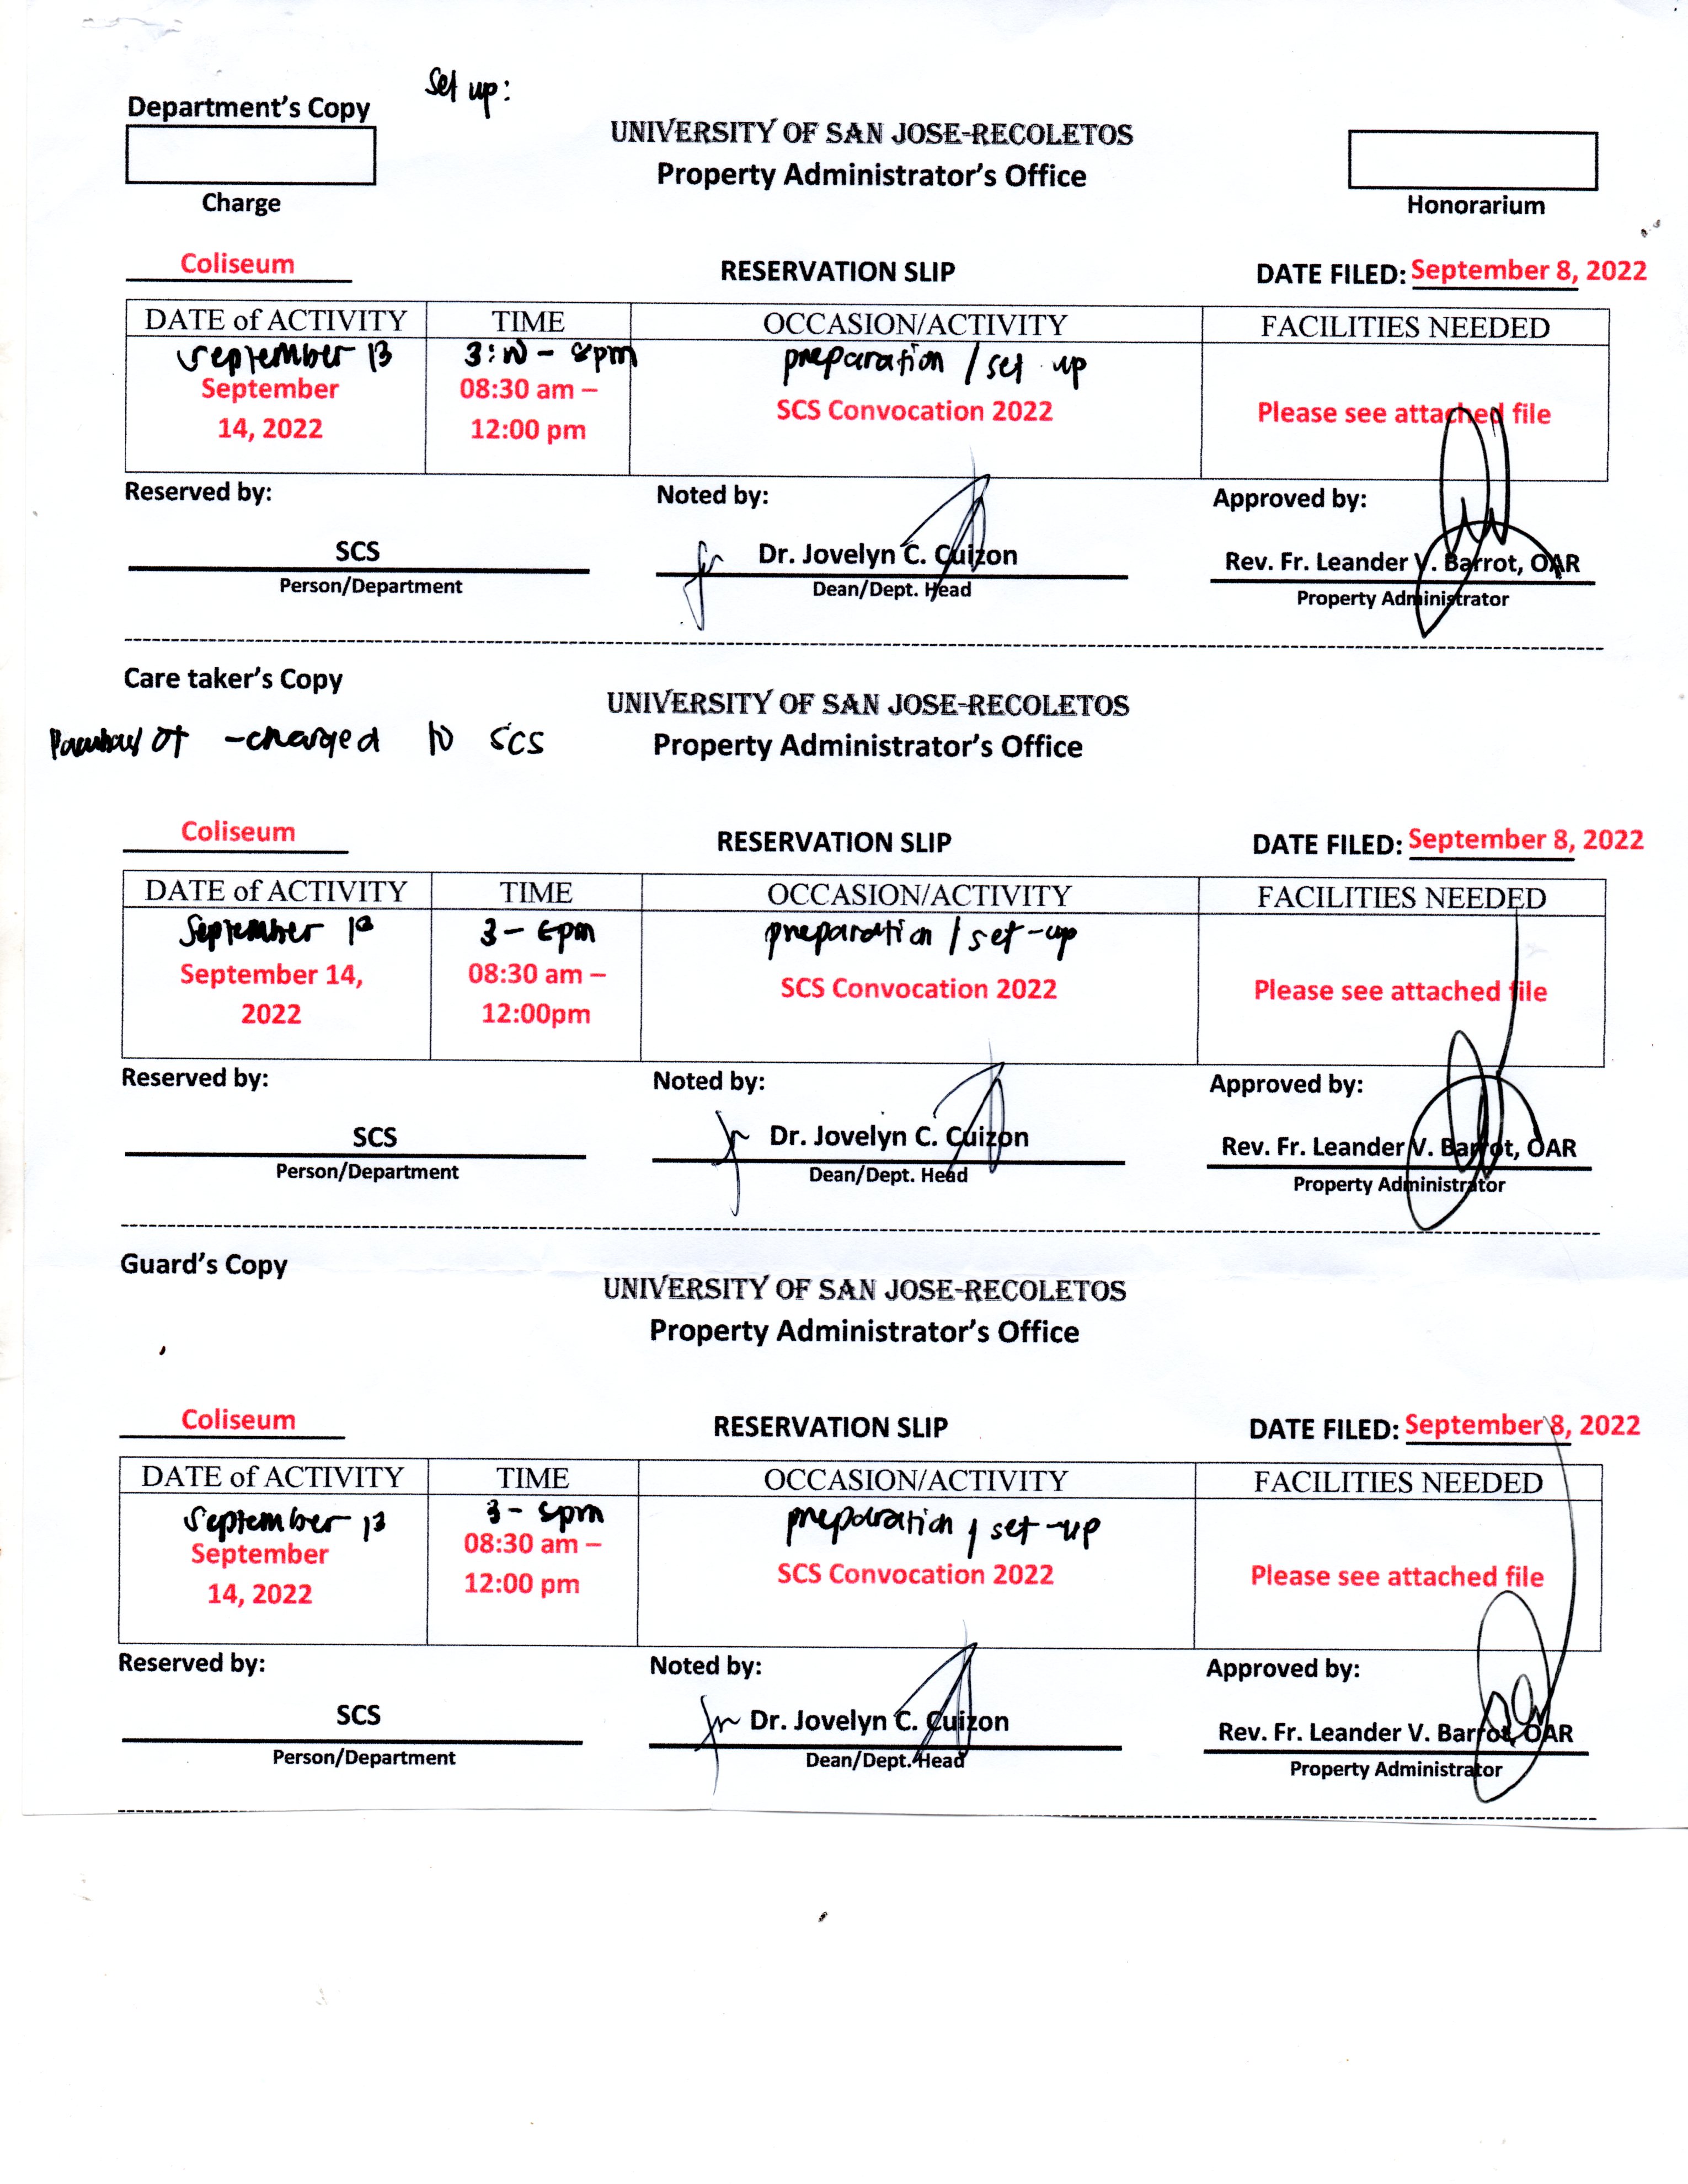 Set up:
Department's Copy
UNIVERSITY OF SAN JOSE-RECOLETOS
Property Administrator's Office
Charge
Honorarium
Coliseum
RESERVATION SLIP
DATE FILED: September 8, 2022
DATE of ACTIVITY TIME OCCASION/ACTIVITY FACILITIES NEEDED
September 13 preparation / set up
September 08:30 am – SCS Convocation 2022 Please see attached file
14, 2022 12:00 pm
Reserved by: Noted by: Approved by:
SCS Dr. Jovelyn C. Cuizon Rev. Fr. Leander V. Barrot, OAR
Person/Department Dean/Dept. Head Property Administrator
Care taker's Copy
UNIVERSITY OF SAN JOSE-RECOLETOS
-charged to SCS
Property Administrator's Office
Coliseum
RESERVATION SLIP
DATE FILED: September 8, 2022
DATE of ACTIVITY TIME OCCASION/ACTIVITY FACILITIES NEEDED
September 13 preparation / set-up
September 14, 08:30 am – SCS Convocation 2022 Please see attached file
2022 12:00pm
Reserved by: Noted by: Approved by:
SCS Dr. Jovelyn C. Cuizon Rev. Fr. Leander V. Barrot, OAR
Person/Department Dean/Dept. Head Property Administrator
Guard's Copy
UNIVERSITY OF SAN JOSE-RECOLETOS
Property Administrator's Office
Coliseum
RESERVATION SLIP
DATE FILED: September 8, 2022
DATE of ACTIVITY TIME OCCASION/ACTIVITY FACILITIES NEEDED
September 13 preparation / set-up
September 08:30 am – SCS Convocation 2022 Please see attached file
14, 2022 12:00 pm
Reserved by: Noted by: Approved by:
SCS Dr. Jovelyn C. Cuizon Rev. Fr. Leander V. Barrot, OAR
Person/Department Dean/Dept. Head Property Administrator